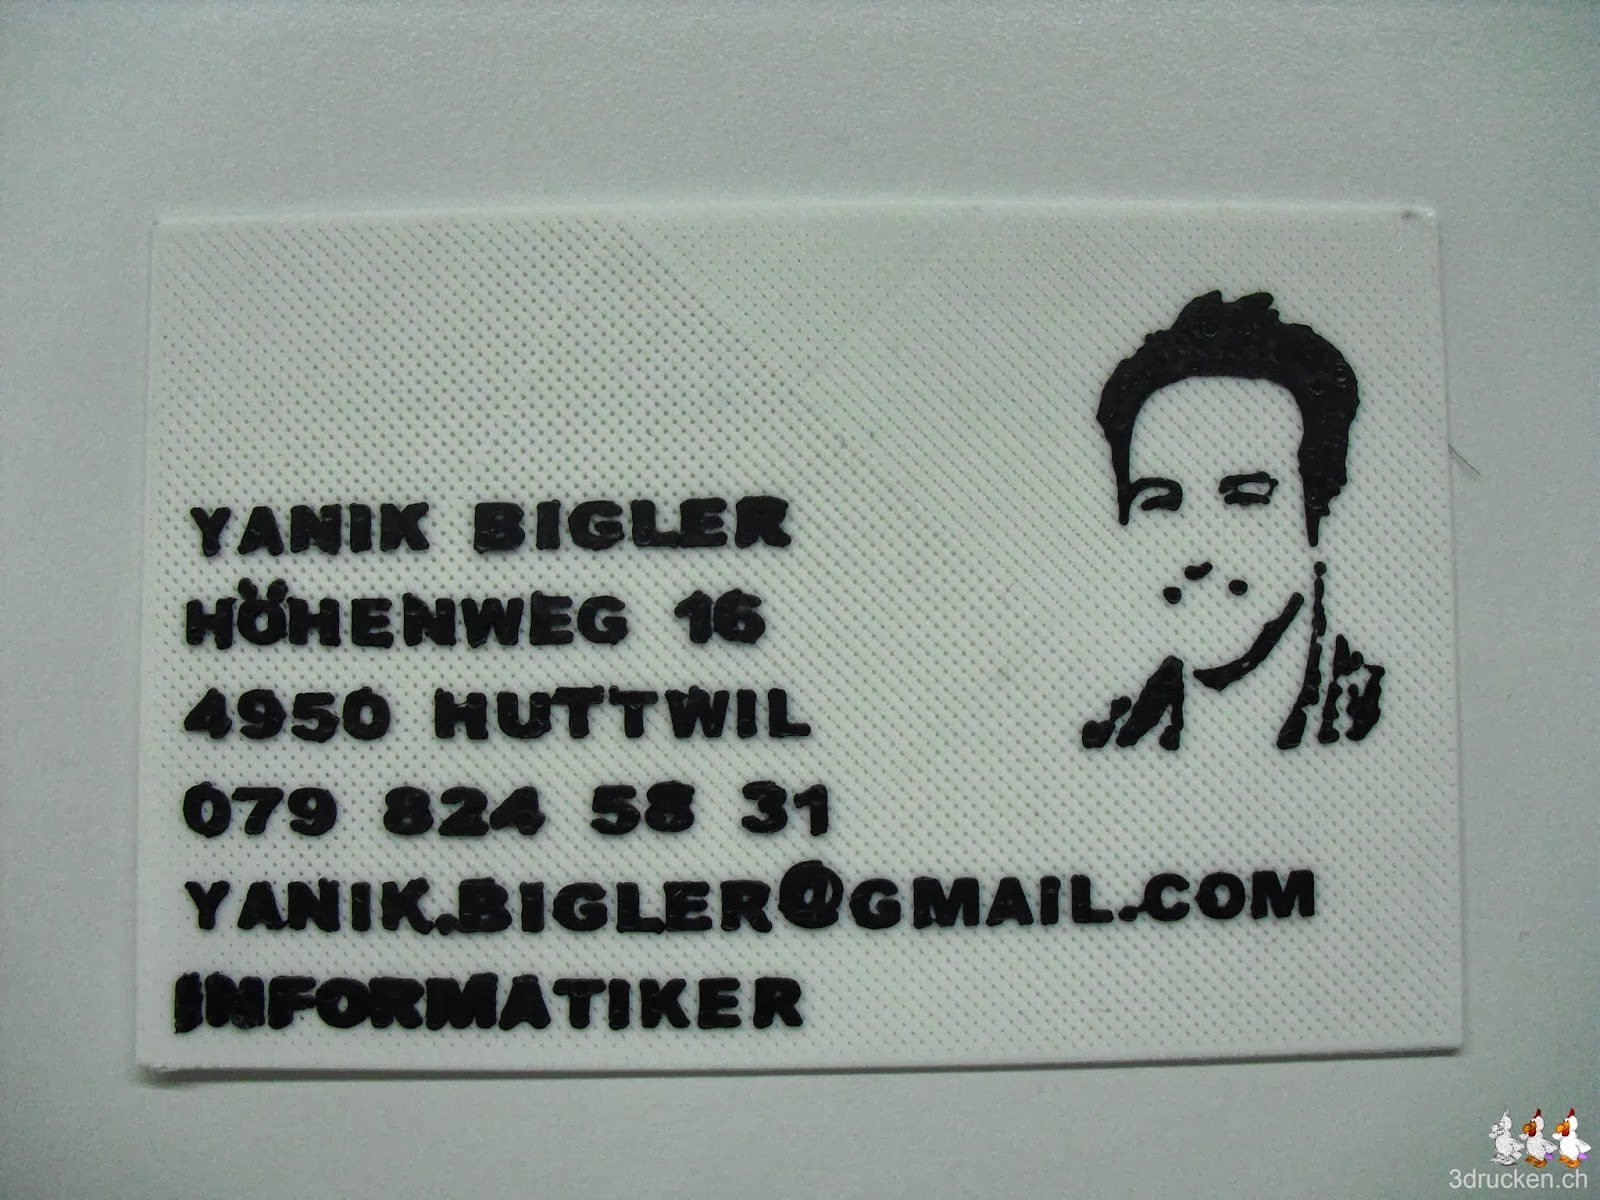 YANIK BIGLER
HÖHENWEG 16
4950 HUTTWIL
079 824 58 31
YANIK.BIGLER@GMAIL.COM
INFORMATIKER
3drucken.ch